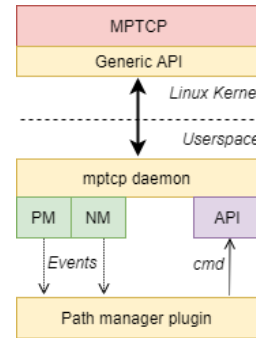 MPTCP
Generic API
Linux Kerne
Userspace
mptcp daemon
PM NM API
Events cmd
Path manager plugin